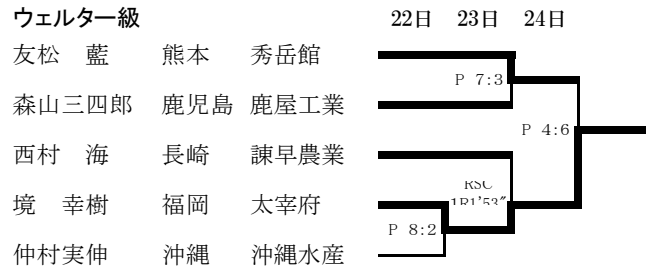 ウェルター級 22日 23日 24日
友松 藍 熊本 秀岳館
P 7:3
森山三四郎 鹿児島 鹿屋工業
P 4:6
西村 海 長崎 諫早農業
RSC
1R1'53"
境 幸樹 福岡 太宰府
P 8:2
仲村実伸 沖縄 沖縄水産